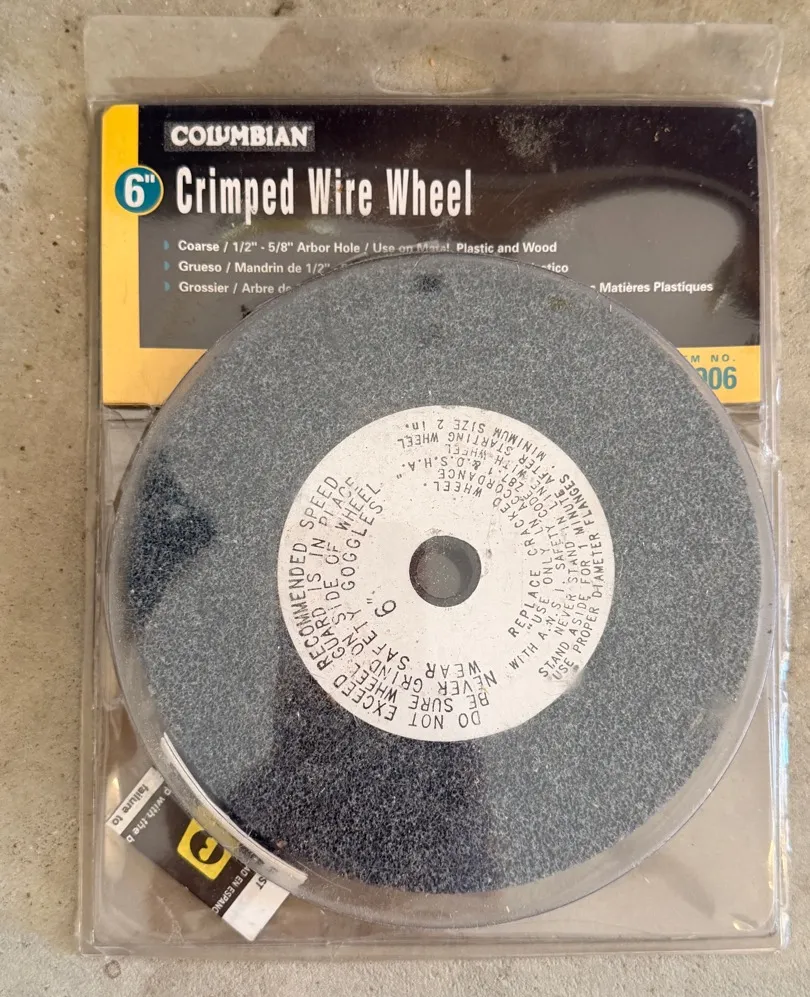 COLUMBIAN
6" Crimped Wire Wheel
Coarse / 1/2" - 5/8" Arbor Hole / Use on Metal, Plastic and Wood
Grueso / Mandrin de 1/2"
Grossier / Arbre de Matières Plastiques
NO.
906
DO NOT EXCEED RECOMMENDED SPEED
BE SURE WHEEL GUARD IS IN PLACE
NEVER GRIND ON SIDE OF WHEEL
WEAR SAFETY GOGGLES
6"
REPLACE CRACKED WHEEL
"USE ONLY IN ACCORDANCE
WITH A.N.S.I. SAFETY CODE & O.S.H.A."
NEVER STAND IN LINE WITH WHEEL
STAND ASIDE FOR 1 MINUTE AFTER STARTING WHEEL
USE PROPER DIAMETER FLANGES. MINIMUM SIZE 2 in.
with the
failure to